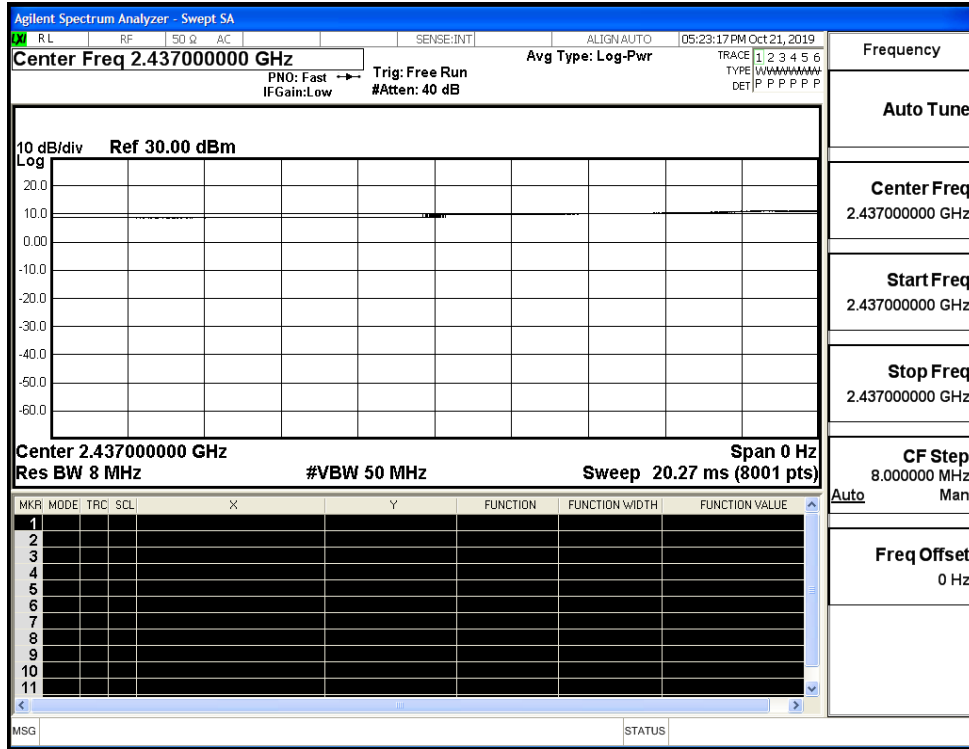 Agilent Spectrum Analyzer - Swept SA
LXI RL RF 50 Ω AC SENSE:INT ALIGN AUTO 05:23:17 PM Oct 21, 2019
Center Freq 2.437000000 GHz
PNO: Fast
IFGain:Low
Trig: Free Run
#Atten: 40 dB
Avg Type: Log-Pwr
TRACE 1 2 3 4 5 6
TYPE
DET P P P P P P
10 dB/div Ref 30.00 dBm
Log
20.0
10.0
0.00
-10.0
-20.0
-30.0
-40.0
-50.0
-60.0
Center 2.437000000 GHz Span 0 Hz
Res BW 8 MHz #VBW 50 MHz Sweep 20.27 ms (8001 pts)
MKR MODE TRC SCL X Y FUNCTION FUNCTION WIDTH FUNCTION VALUE
1
2
3
4
5
6
7
8
9
10
11
MSG STATUS
Frequency
Auto Tune
Center Freq
2.437000000 GHz
Start Freq
2.437000000 GHz
Stop Freq
2.437000000 GHz
CF Step
8.000000 MHz
Auto Man
Freq Offset
0 Hz